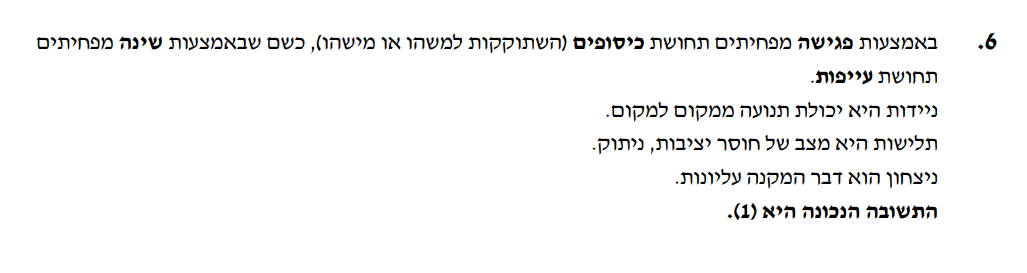 6. באמצעות פגישה מפחיתים תחושת כיסופים (השתוקקות למשהו או מישהו), כשם שבאמצעות שינה מפחיתים
תחושת עייפות.
ניידות היא יכולת תנועה ממקום למקום.
תלישות היא מצב של חוסר יציבות, ניתוק.
ניצחון הוא דבר המקנה עליונות.
התשובה הנכונה היא (1).